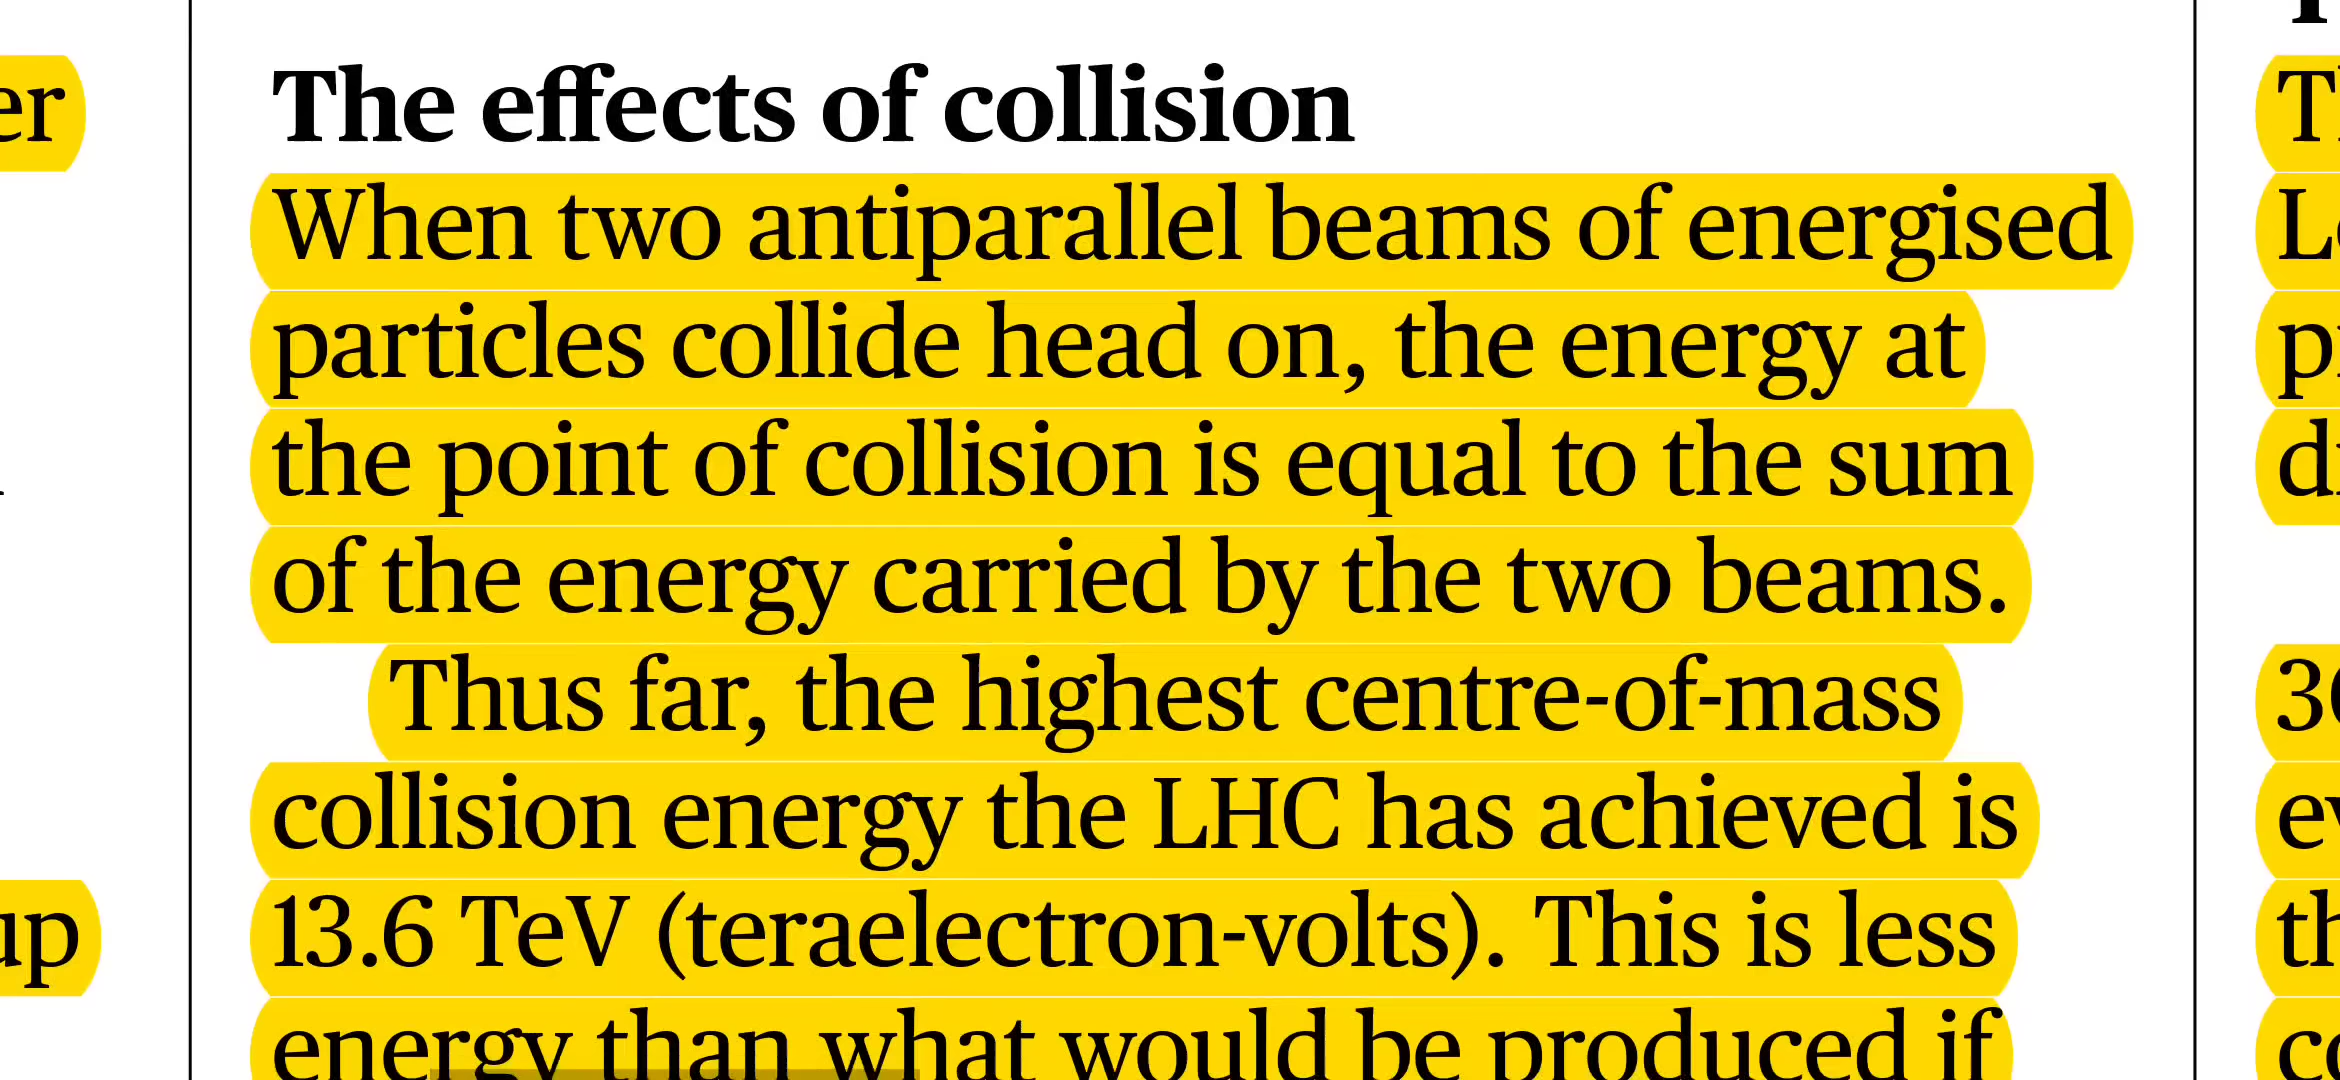 er
up
The effects of collision
When two antiparallel beams of energised
particles collide head on, the energy at
the point of collision is equal to the sum
of the energy carried by the two beams.
Thus far, the highest centre-of-mass
collision energy the LHC has achieved is
13.6 TeV (teraelectron-volts). This is less
energy than what would be produced if